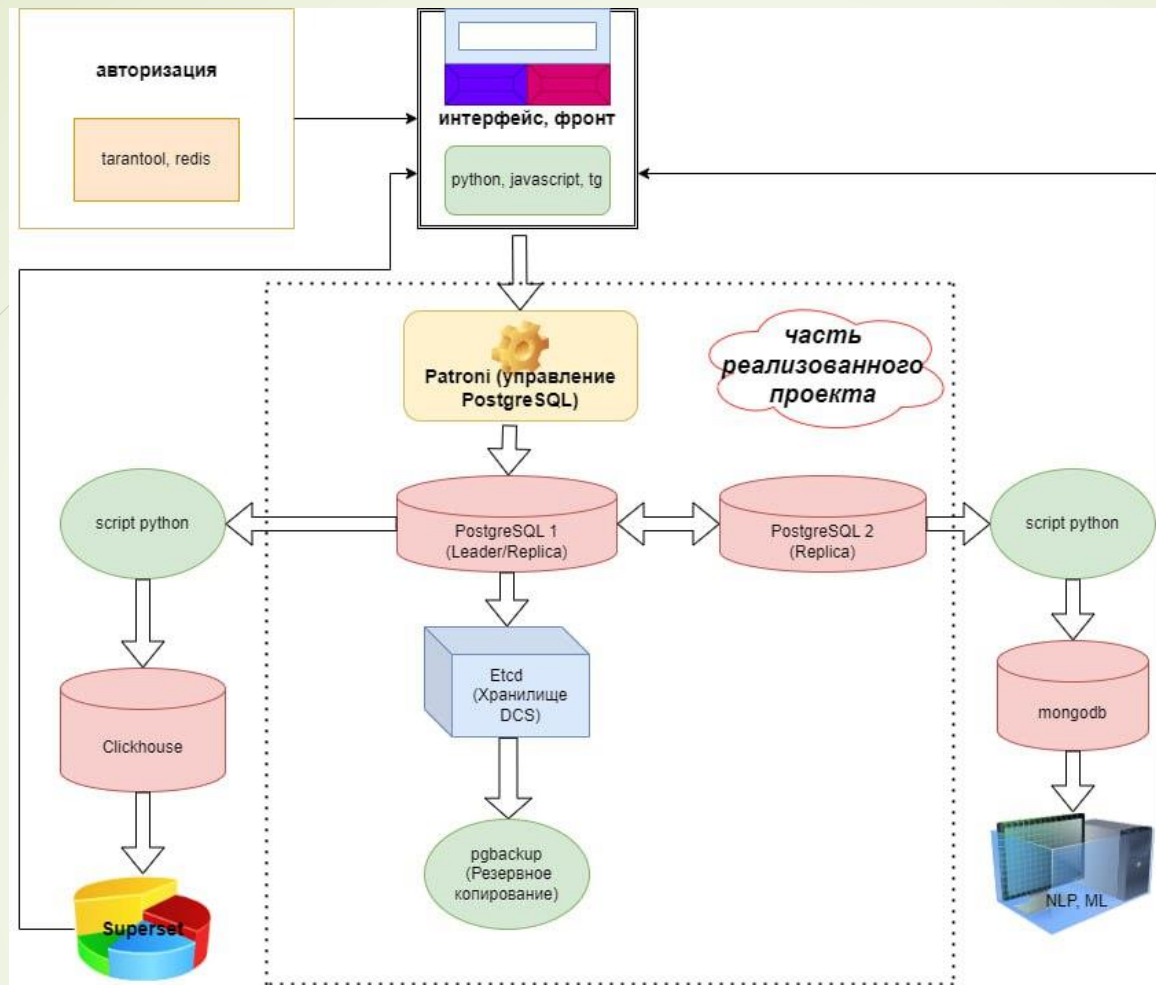 авторизация
tarantool, redis
интерфейс, фронт
python, javascript, tg
Patroni (управление
PostgreSQL)
часть
реализованного
проекта
script python
PostgreSQL 1
(Leader/Replica)
PostgreSQL 2
(Replica)
script python
Etcd
(Хранилище
DCS)
Clickhouse
mongodb
pgbackup
(Резервное
копирование)
Superset
NLP, ML